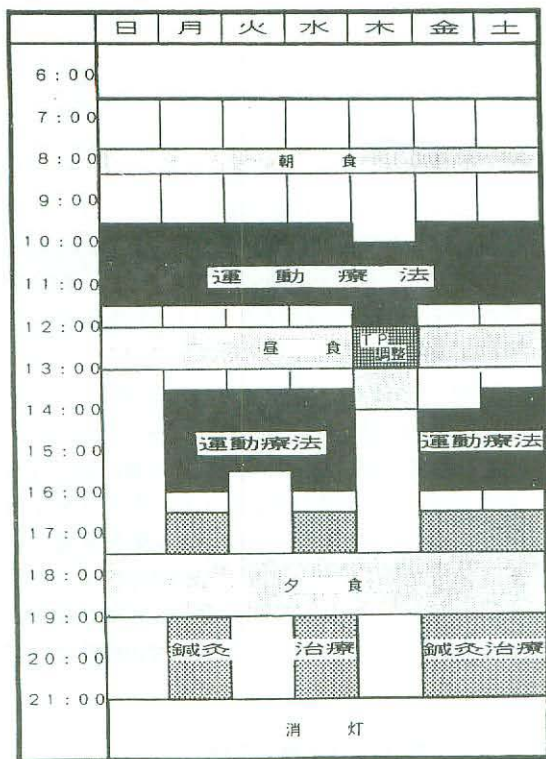 日 月 火 水 木 金 土
6:00
7:00
8:00
朝 食
9:00
10:00
運 動 療 法
11:00
12:00
TP
調整
昼 食
13:00
14:00
運動療法 運動療法
15:00
16:00
17:00
18:00
夕 食
19:00
鍼灸 治療 鍼灸治療
20:00
21:00
消 灯